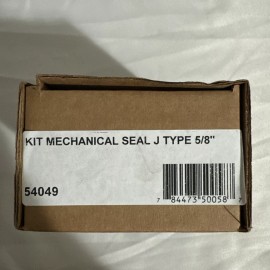 KIT MECHANICAL SEAL J TYPE 5/8"
54049
7 84473 50058 7